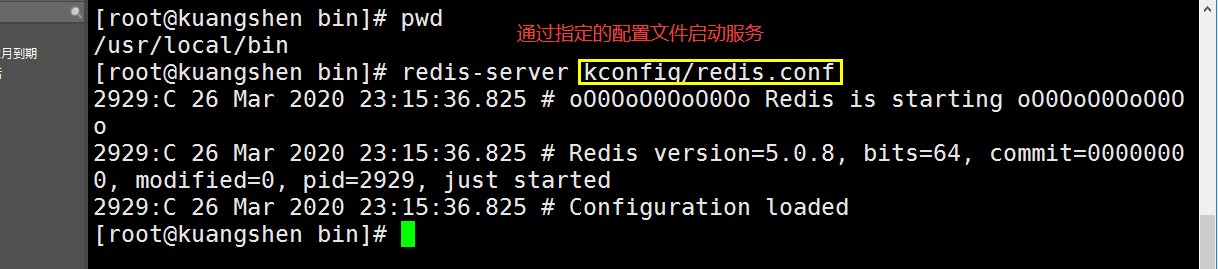 [root@kuangshen bin]# pwd
通过指定的配置文件启动服务
/usr/local/bin
月到期
[root@kuangshen bin]# redis-server kconfig/redis.conf
2929:C 26 Mar 2020 23:15:36.825 # oO0OoO0OoO0Oo Redis is starting oO0OoO0OoO0O
o
2929:C 26 Mar 2020 23:15:36.825 # Redis version=5.0.8, bits=64, commit=0000000
0, modified=0, pid=2929, just started
2929:C 26 Mar 2020 23:15:36.825 # Configuration loaded
[root@kuangshen bin]#